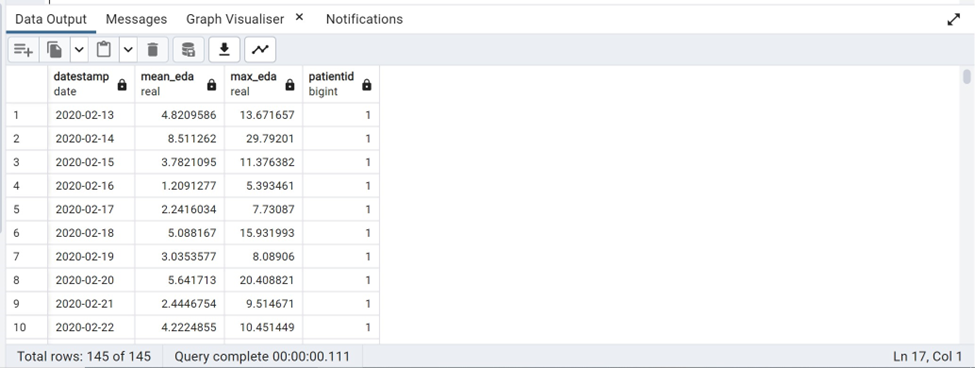 Data Output Messages Graph Visualiser × Notifications
datestamp mean_eda max_eda patientid
date real real bigint
1 2020-02-13 4.8209586 13.671657 1
2 2020-02-14 8.511262 29.79201 1
3 2020-02-15 3.7821095 11.376382 1
4 2020-02-16 1.2091277 5.393461 1
5 2020-02-17 2.2416034 7.73087 1
6 2020-02-18 5.088167 15.931993 1
7 2020-02-19 3.0353577 8.08906 1
8 2020-02-20 5.641713 20.408821 1
9 2020-02-21 2.4446754 9.514671 1
10 2020-02-22 4.2224855 10.451449 1
Total rows: 145 of 145 Query complete 00:00:00.111 Ln 17, Col 1